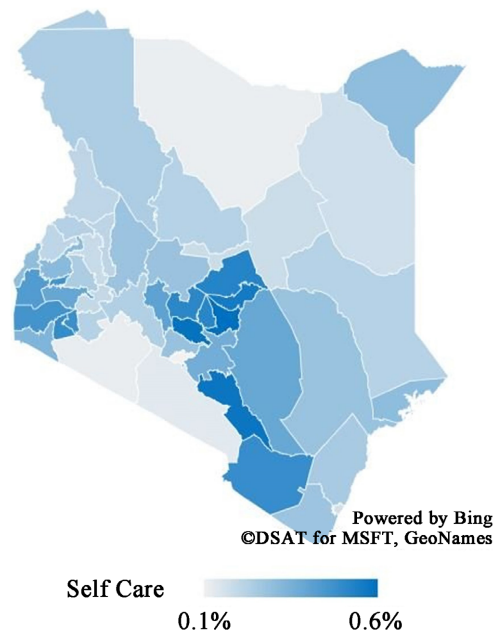 Powered by Bing
©DSAT for MSFT, GeoNames
Self Care
0.1%
0.6%